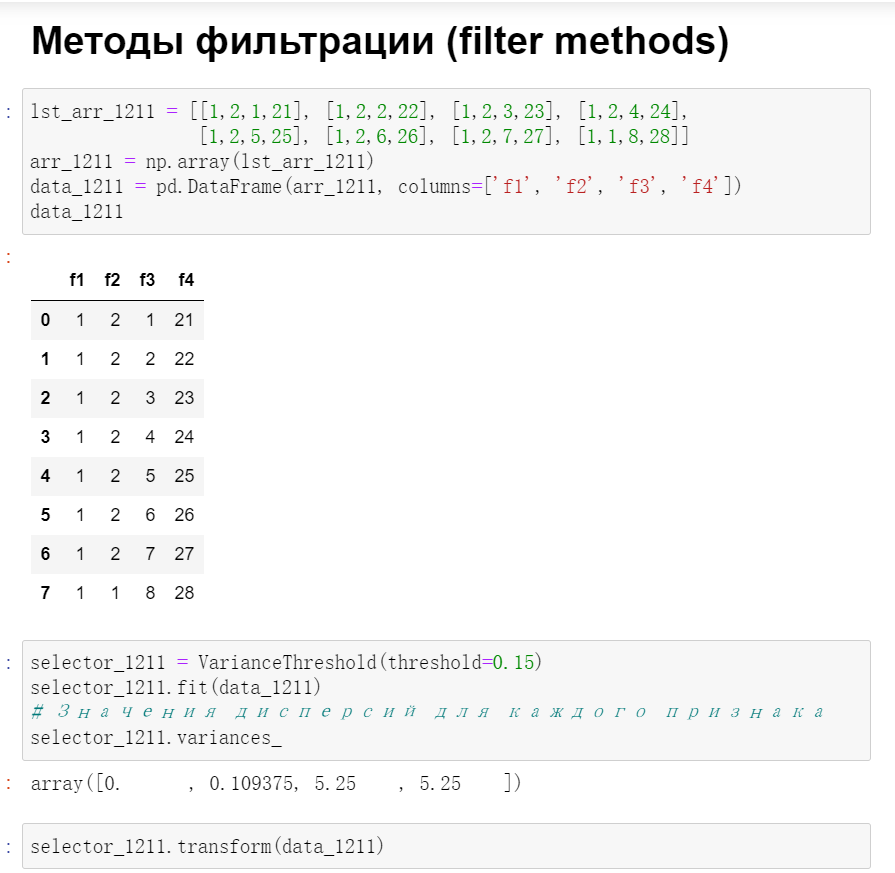 Методы фильтрации (filter methods)
: lst_arr_1211 = [[1,2,1,21], [1,2,2,22], [1,2,3,23], [1,2,4,24],
[1,2,5,25], [1,2,6,26], [1,2,7,27], [1,1,8,28]]
arr_1211 = np.array(lst_arr_1211)
data_1211 = pd.DataFrame(arr_1211, columns=['f1', 'f2', 'f3', 'f4'])
data_1211
:
f1 f2 f3 f4
0 1 2 1 21
1 1 2 2 22
2 1 2 3 23
3 1 2 4 24
4 1 2 5 25
5 1 2 6 26
6 1 2 7 27
7 1 1 8 28
: selector_1211 = VarianceThreshold(threshold=0.15)
selector_1211.fit(data_1211)
# Значения дисперсий для каждого признака
selector_1211.variances_
: array([0. , 0.109375, 5.25 , 5.25 ])
: selector_1211.transform(data_1211)